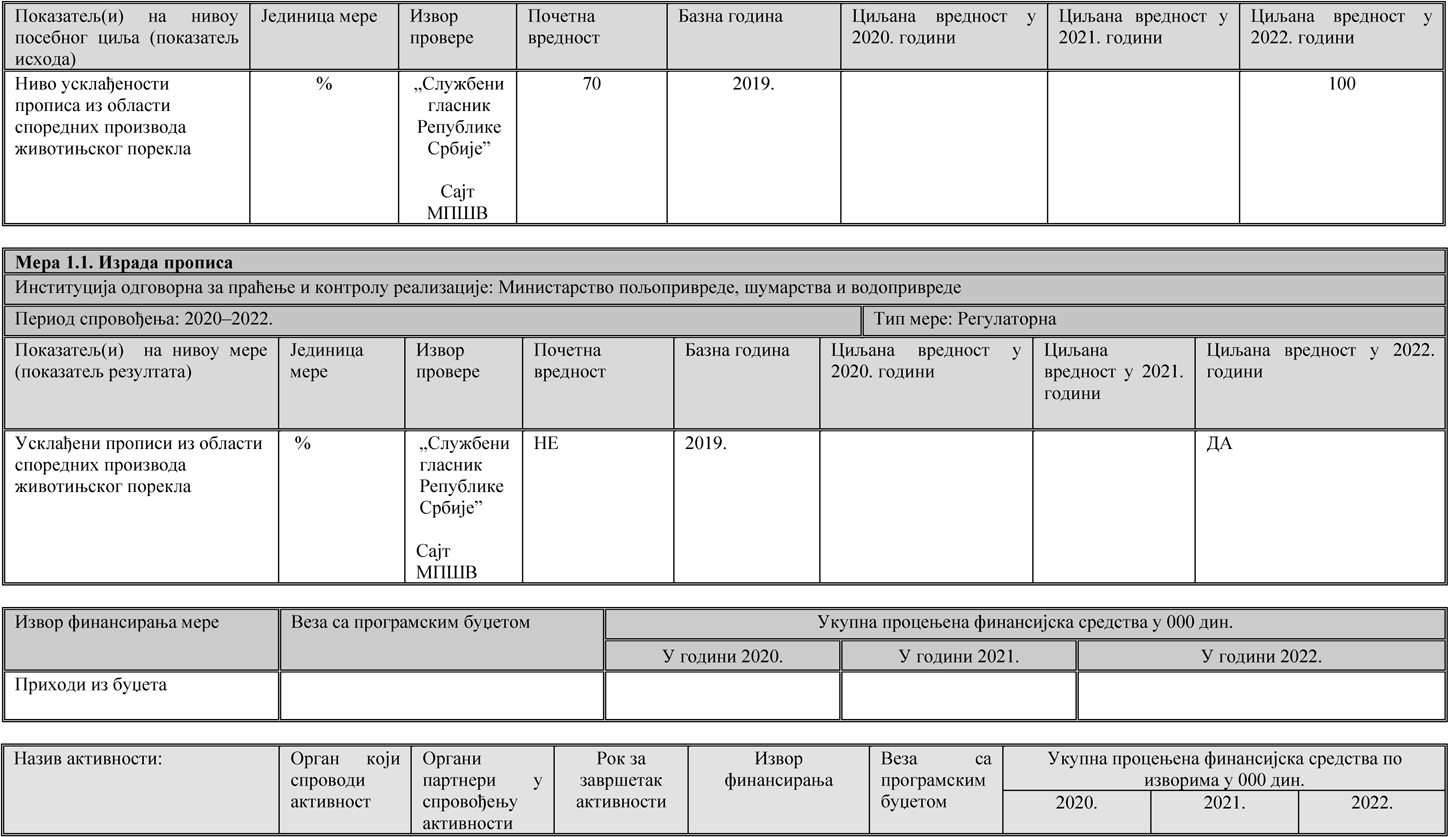 Показатељ(и) на нивоу посебног циља (показатељ исхода)
Јединица мере
Извор провере
Почетна вредност
Базна година
Циљана вредност у 2020. години
Циљана вредност у 2021. години
Циљана вредност у 2022. години
Ниво усклађености прописа из области споредних производа животињског порекла
%
„Службени гласник Републике Србије”
Сајт МПШВ
70
2019.
100
Мера 1.1. Израда прописа
Институција одговорна за праћење и контролу реализације: Министарство пољопривреде, шумарства и водопривреде
Период спровођења: 2020–2022.
Тип мере: Регулаторна
Показатељ(и) на нивоу мере (показатељ резултата)
Јединица мере
Извор провере
Почетна вредност
Базна година
Циљана вредност у 2020. години
Циљана вредност у 2021. години
Циљана вредност у 2022. години
Усклађени прописи из области споредних производа животињског порекла
%
„Службени гласник Републике Србије”
Сајт МПШВ
НЕ
2019.
ДА
Извор финансирања мере
Веза са програмским буџетом
Укупна процењена финансијска средства у 000 дин.
У години 2020.
У години 2021.
У години 2022.
Приходи из буџета
Назив активности:
Орган који спроводи активност
Органи партнери у спровођењу активности
Рок за завршетак активности
Извор финансирања
Веза са програмским буџетом
Укупна процењена финансијска средства по изворима у 000 дин.
2020.
2021.
2022.